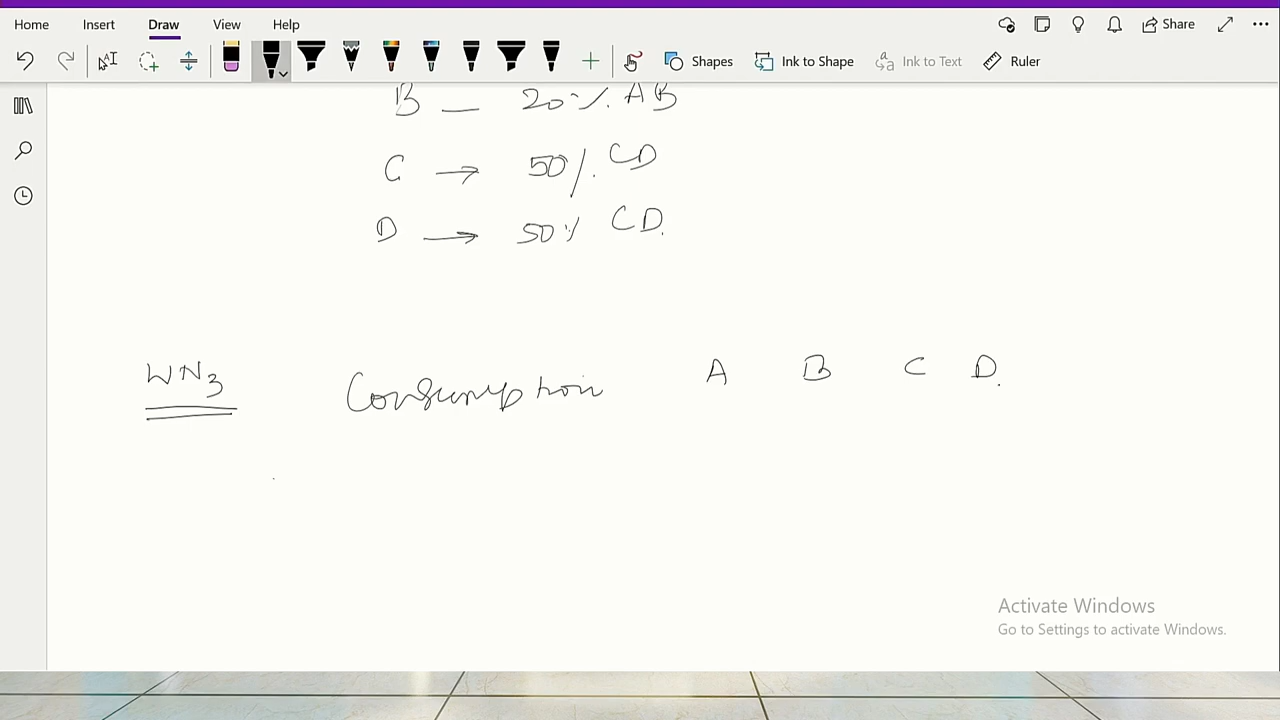 Home Insert Draw View Help Share
Shapes Ink to Shape Ink to Text Ruler
B — 20%. AB
C → 50%. CD
D → 50% CD.
WN3 Consumption A B C D.
Activate Windows
Go to Settings to activate Windows.